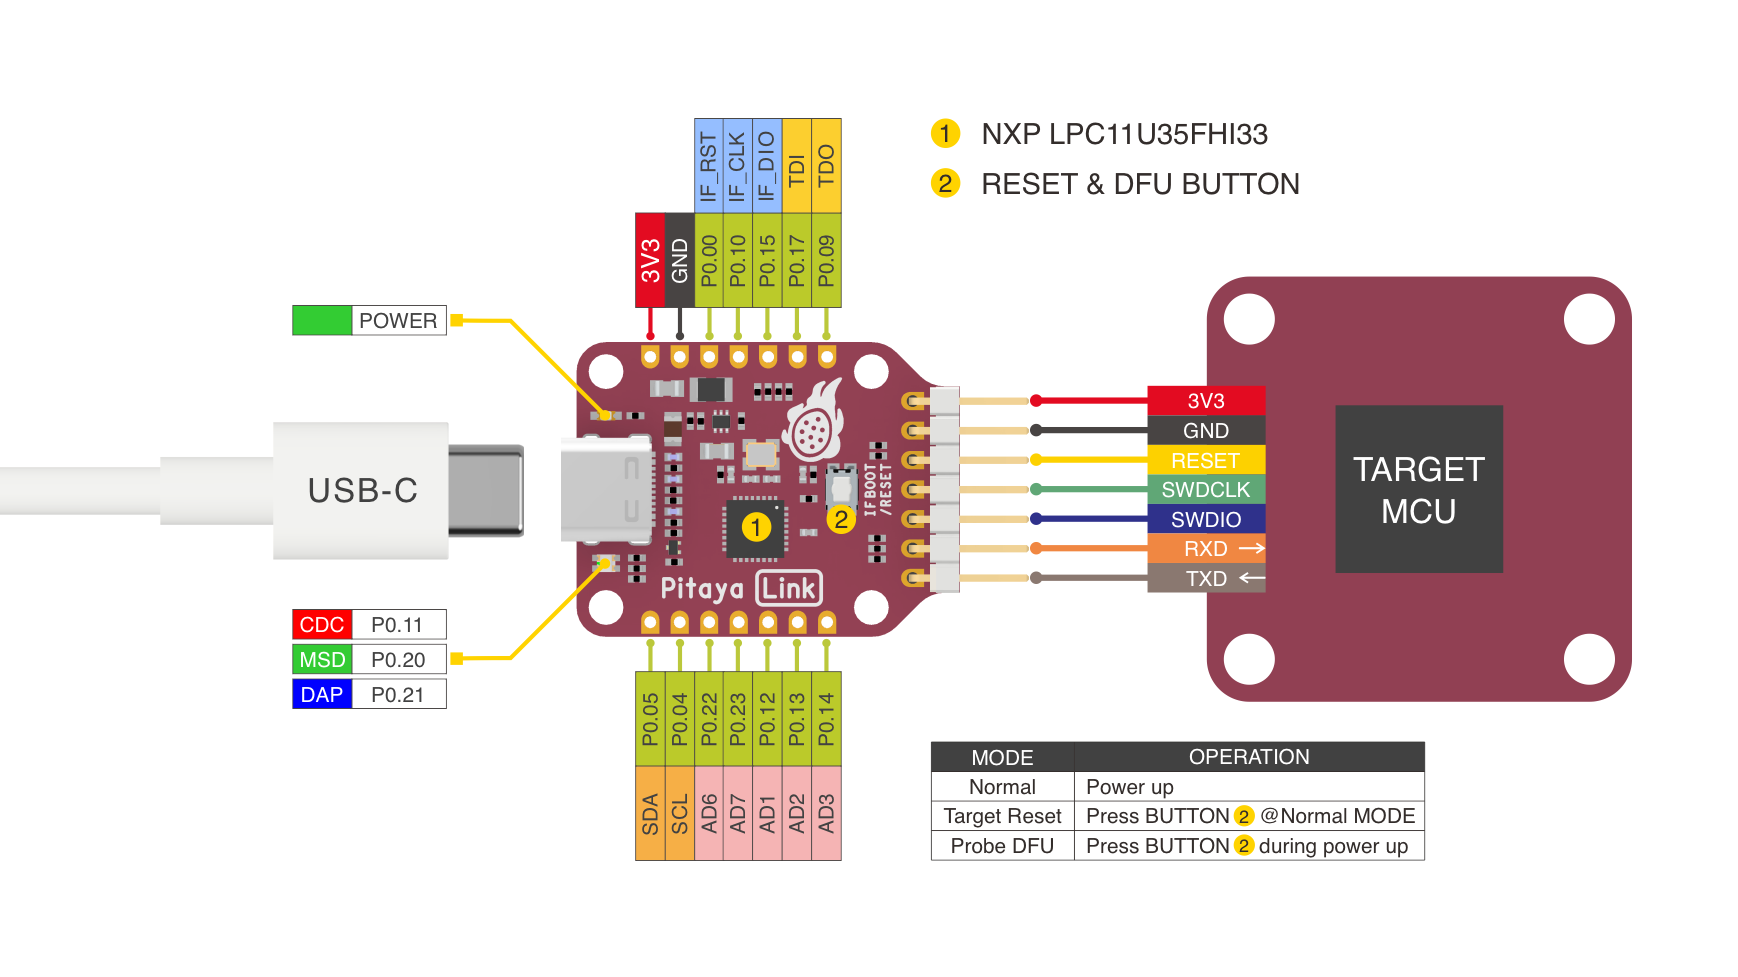 1 NXP LPC11U35FHI33
2 RESET & DFU BUTTON
IF_RST IF_CLK IF_DIO TDI TDO
3V3 GND P0.00 P0.10 P0.15 P0.17 P0.09
POWER
USB-C
CDC P0.11
MSD P0.20
DAP P0.21
1
2
IFBOOT
/RESET
Pitaya Link
3V3
GND
RESET
SWDCLK
SWDIO
RXD →
TXD ←
TARGET
MCU
P0.05 P0.04 P0.22 P0.23 P0.12 P0.13 P0.14
SDA SCL AD6 AD7 AD1 AD2 AD3
MODE OPERATION
Normal Power up
Target Reset Press BUTTON 2 @Normal MODE
Probe DFU Press BUTTON 2 during power up